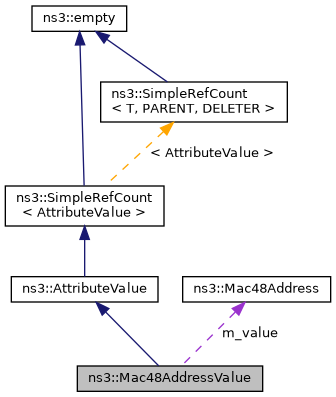 ns3::empty
ns3::SimpleRefCount
< T, PARENT, DELETER >
< AttributeValue >
ns3::SimpleRefCount
< AttributeValue >
ns3::AttributeValue
ns3::Mac48Address
m_value
ns3::Mac48AddressValue